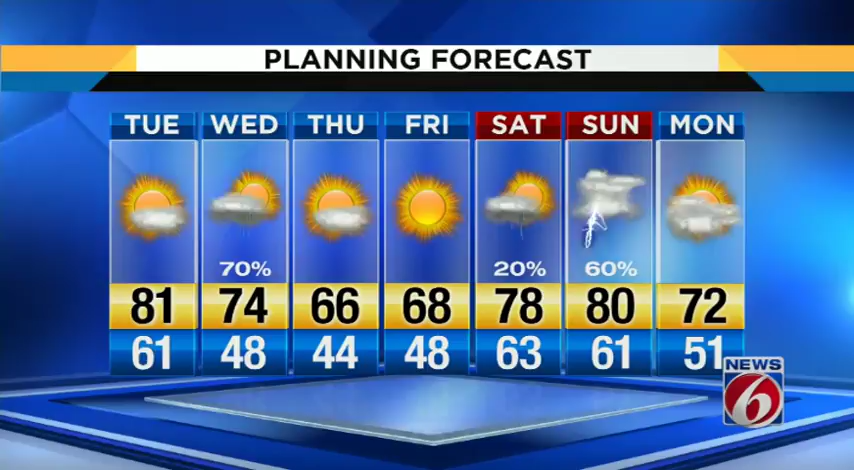 PLANNING FORECAST
TUE WED THU FRI SAT SUN MON
70% 20% 60%
81 74 66 68 78 80 72
61 48 44 48 63 61 51
NEWS
6